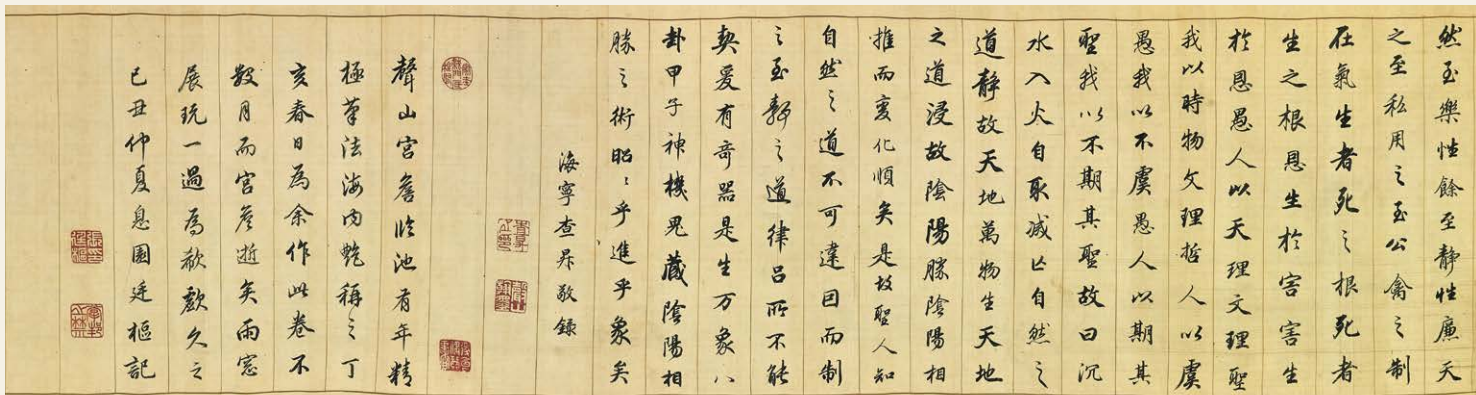 然至樂性餘至靜性廉天
之至私用之至公禽之制
在氣生者死之根死者
生之根恩生於害害生
於恩愚人以天理文理聖
我以時物文理哲人以虞
愚我以不虞愚人以期其
聖我以不期其聖故曰沉
水入火自取滅亡自然之
道靜故天地萬物生天地
之道浸故陰陽勝陰陽相
推而變化順矣是故聖人知
自然之道不可違因而制
之至靜之道律呂所不能
契爰有奇器是生万象八
卦甲子神機鬼藏陰陽相
勝之術昭〻乎進乎象矣
海寧查昇敬錄
聲山宮詹臨池有年精
極筆法海內艷稱之丁
亥春日為余作此卷不
數月而宮詹逝矣雨窓
展玩一過為欷歔久之
己丑仲夏息園廷樞記